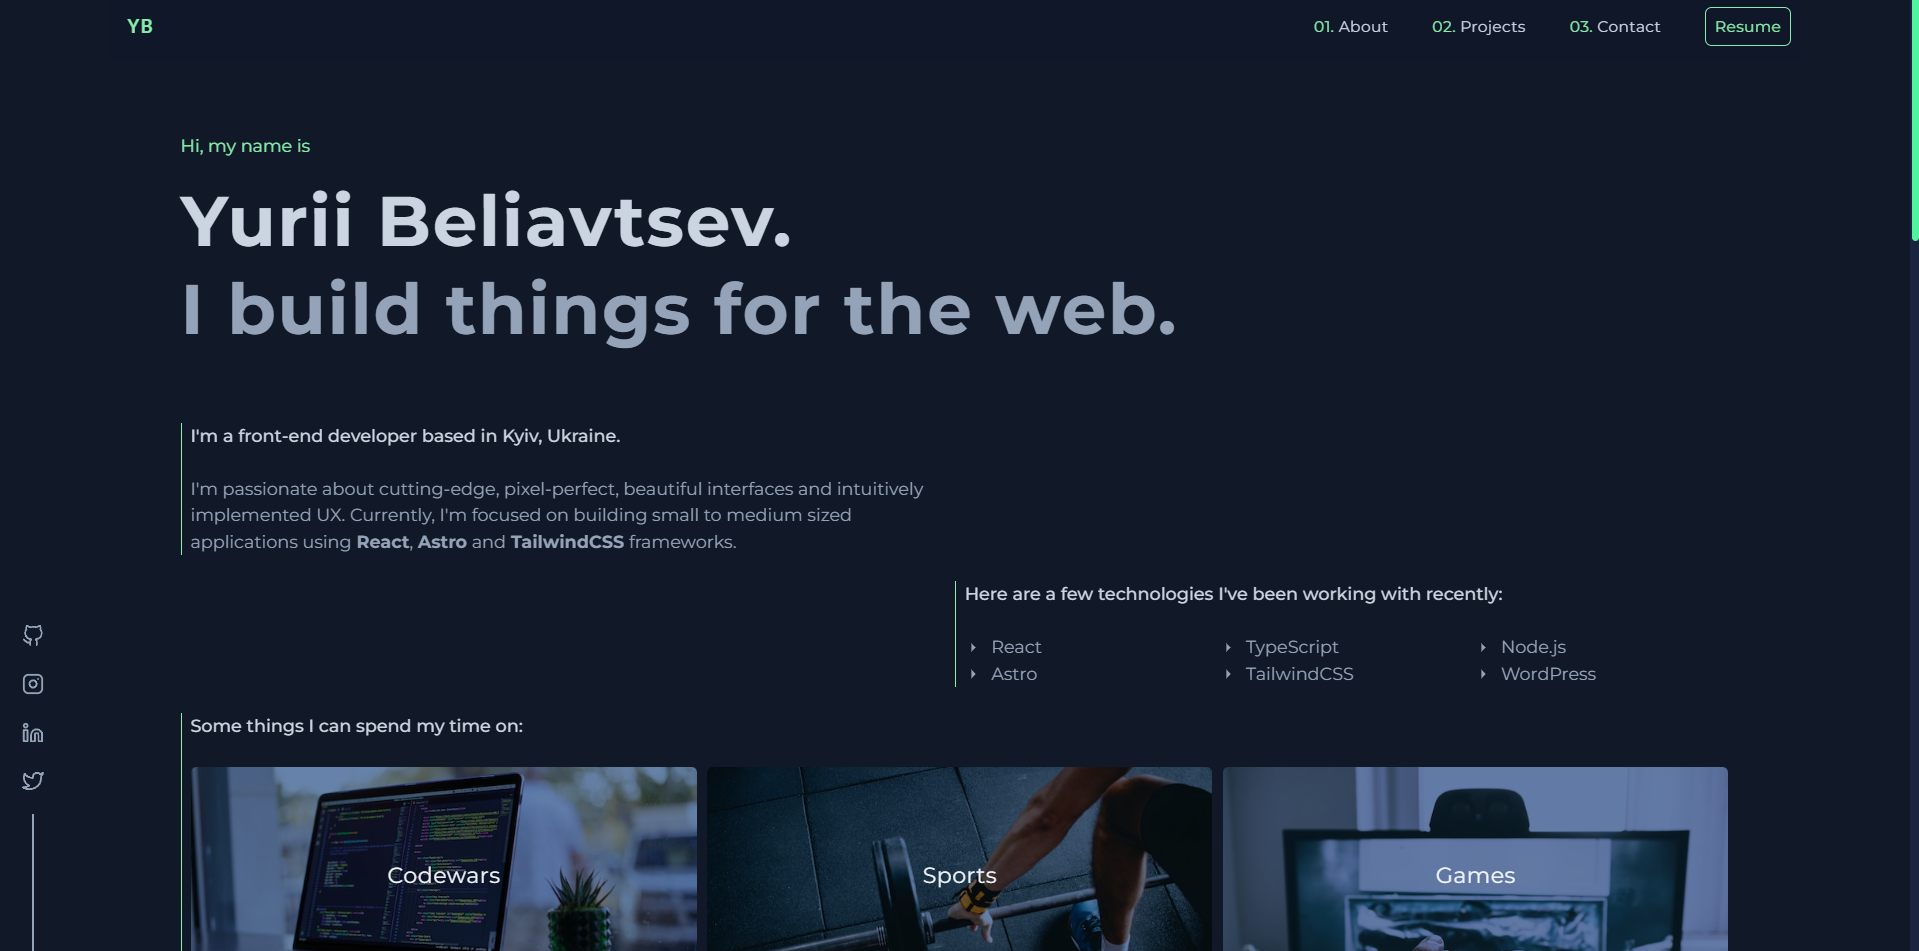 YB
01. About
02. Projects
03. Contact
Resume
Hi, my name is
Yurii Beliavtsev.
I build things for the web.
I'm a front-end developer based in Kyiv, Ukraine.
I'm passionate about cutting-edge, pixel-perfect, beautiful interfaces and intuitively
implemented UX. Currently, I'm focused on building small to medium sized
applications using React, Astro and TailwindCSS frameworks.
Here are a few technologies I've been working with recently:
React
TypeScript
Node.js
Astro
TailwindCSS
WordPress
Some things I can spend my time on:
Codewars
Sports
Games